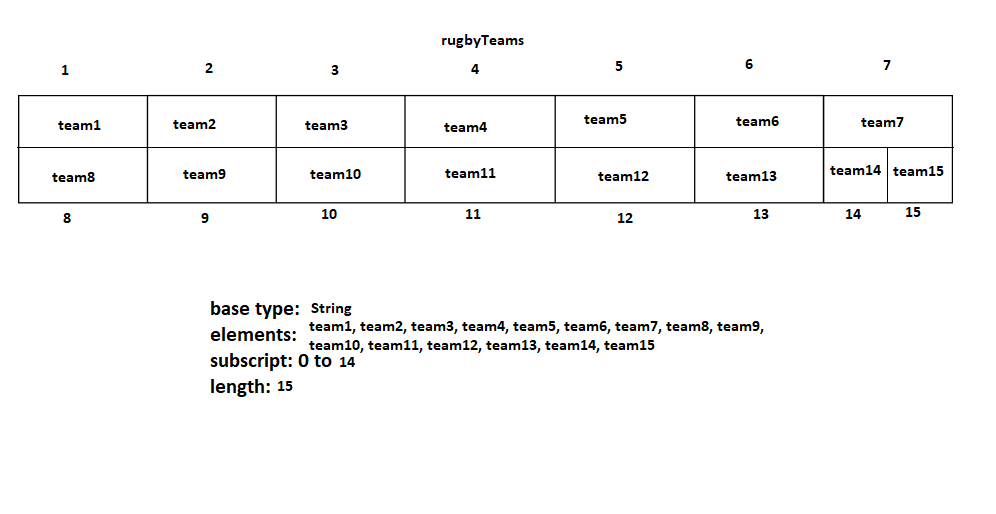 rugbyTeams
1 2 3 4 5 6 7
team1 team2 team3 team4 team5 team6 team7
team8 team9 team10 team11 team12 team13 team14 team15
8 9 10 11 12 13 14 15
base type: String
elements: team1, team2, team3, team4, team5, team6, team7, team8, team9,
team10, team11, team12, team13, team14, team15
subscript: 0 to 14
length: 15